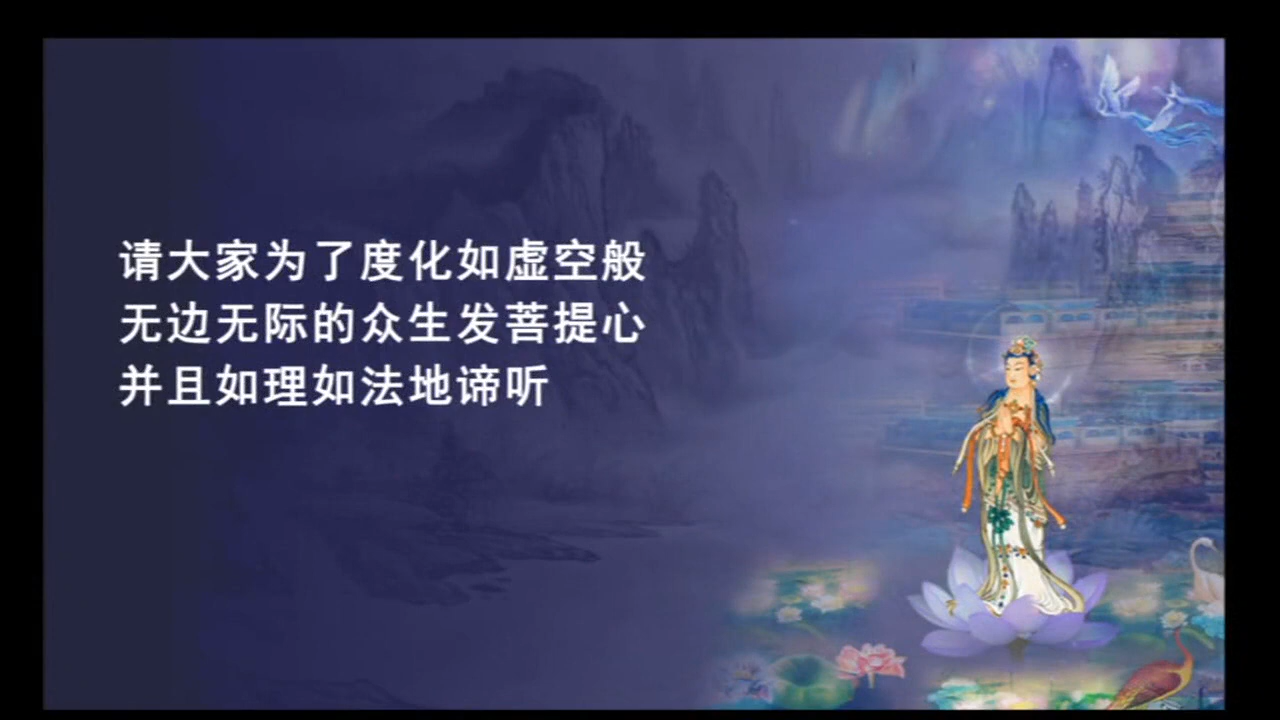 请大家为了度化如虚空般
无边无际的众生发菩提心
并且如理如法地谛听